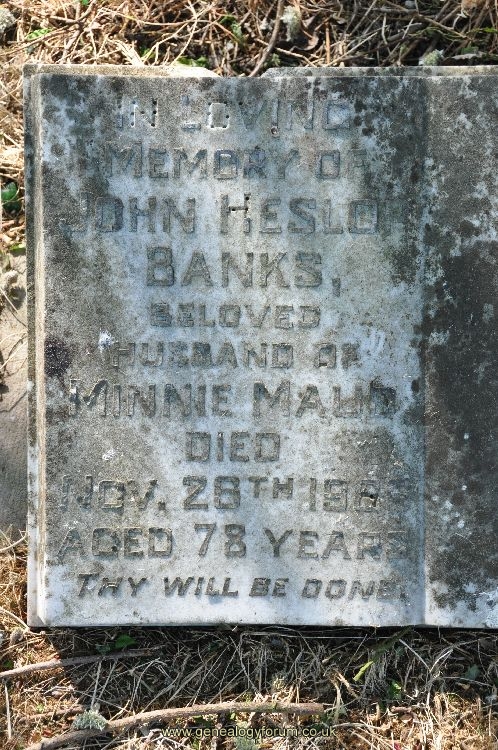 IN LOVING
MEMORY OF
JOHN HESLOP
BANKS,
BELOVED
HUSBAND OF
MINNIE MAUD
DIED
NOV. 28TH
AGED 78 YEARS
THY WILL BE DONE.
www.genealogyforum.co.uk